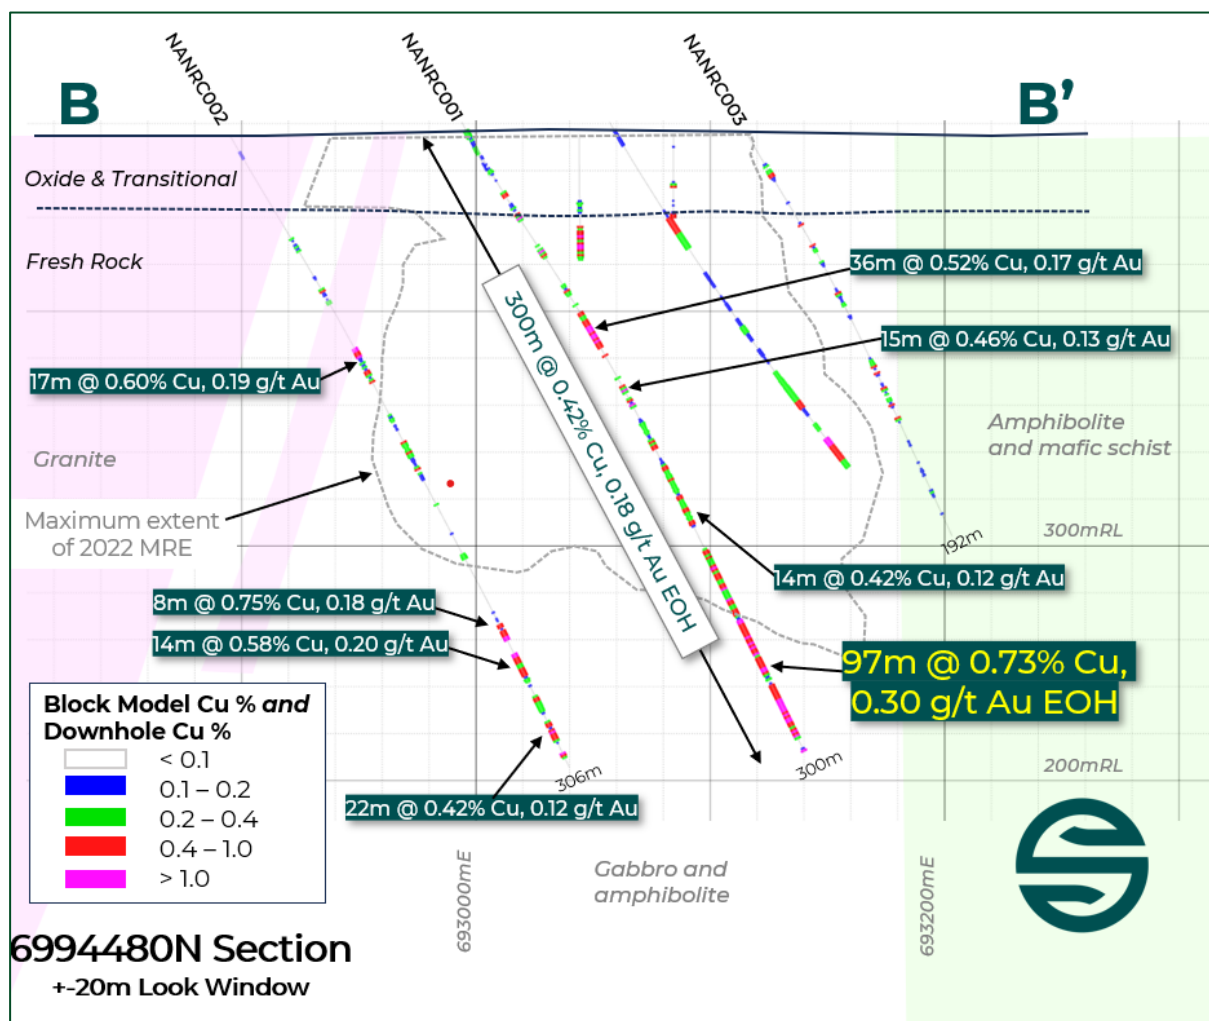 NANRC002
NANRC001
NANRC003
B
B’
Oxide & Transitional
Fresh Rock
36m @ 0.52% Cu, 0.17 g/t Au
15m @ 0.46% Cu, 0.13 g/t Au
17m @ 0.60% Cu, 0.19 g/t Au
300m @ 0.42% Cu, 0.18 g/t Au EOH
Granite
Amphibolite
and mafic schist
Maximum extent
of 2022 MRE
192m
300mRL
14m @ 0.42% Cu, 0.12 g/t Au
8m @ 0.75% Cu, 0.18 g/t Au
14m @ 0.58% Cu, 0.20 g/t Au
97m @ 0.73% Cu,
0.30 g/t Au EOH
Block Model Cu % and
Downhole Cu %
< 0.1
0.1 – 0.2
0.2 – 0.4
0.4 – 1.0
> 1.0
306m
300m
200mRL
22m @ 0.42% Cu, 0.12 g/t Au
693000mE
Gabbro and
amphibolite
693200mE
6994480N Section
+-20m Look Window